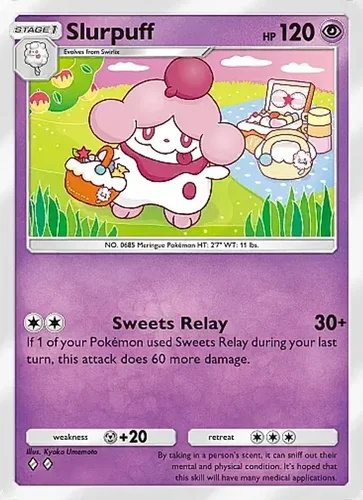 STAGE 1
Slurpuff
HP 120
Evolves from Swirlix
NO. 0685 Meringue Pokémon HT: 2'7" WT: 11 lbs.
Sweets Relay 30+
If 1 of your Pokémon used Sweets Relay during your last
turn, this attack does 60 more damage.
weakness +20 retreat
Illus. Kyoko Umemoto
By taking in a person's scent, it can sniff out their
mental and physical condition. It's hoped that
this skill will have many medical applications.